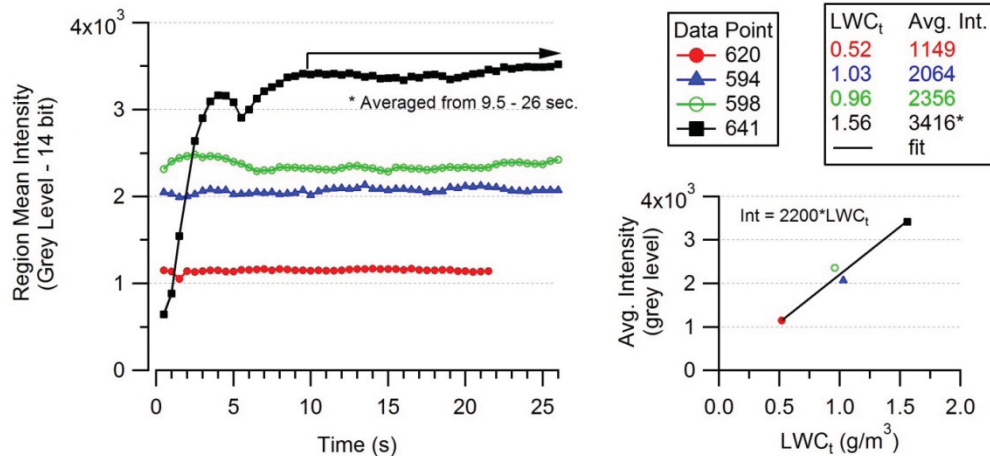 4x10³
3
2
1
0
Region Mean Intensity
(Grey Level - 14 bit)
* Averaged from 9.5 - 26 sec.
0
5
10
15
20
25
Time (s)
Data Point
620
594
598
641
LWCt Avg. Int.
0.52 1149
1.03 2064
0.96 2356
1.56 3416*
fit
4x10³
3
2
1
0
Avg. Intensity
(grey level)
Int = 2200*LWCt
0.0
0.5
1.0
1.5
2.0
LWCt (g/m³)